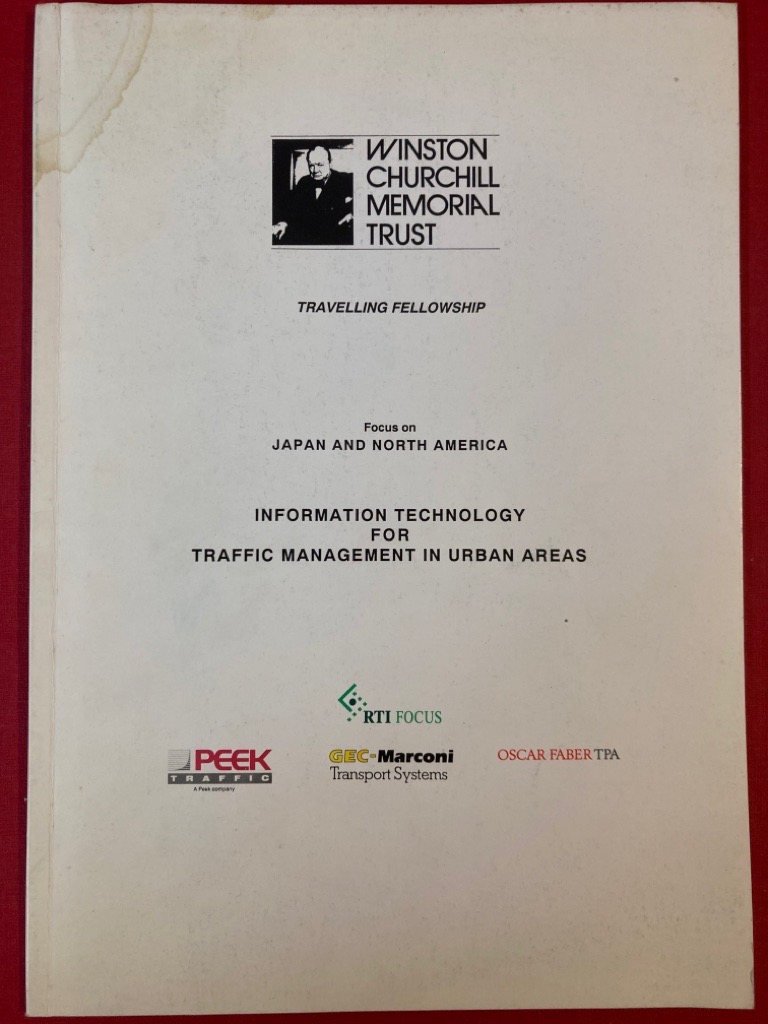 WINSTON
CHURCHILL
MEMORIAL
TRUST
TRAVELLING FELLOWSHIP
Focus on
JAPAN AND NORTH AMERICA
INFORMATION TECHNOLOGY
FOR
TRAFFIC MANAGEMENT IN URBAN AREAS
RTI FOCUS
PEEK
TRAFFIC
A Peek company
GEC-Marconi
Transport Systems
OSCAR FABER TPA